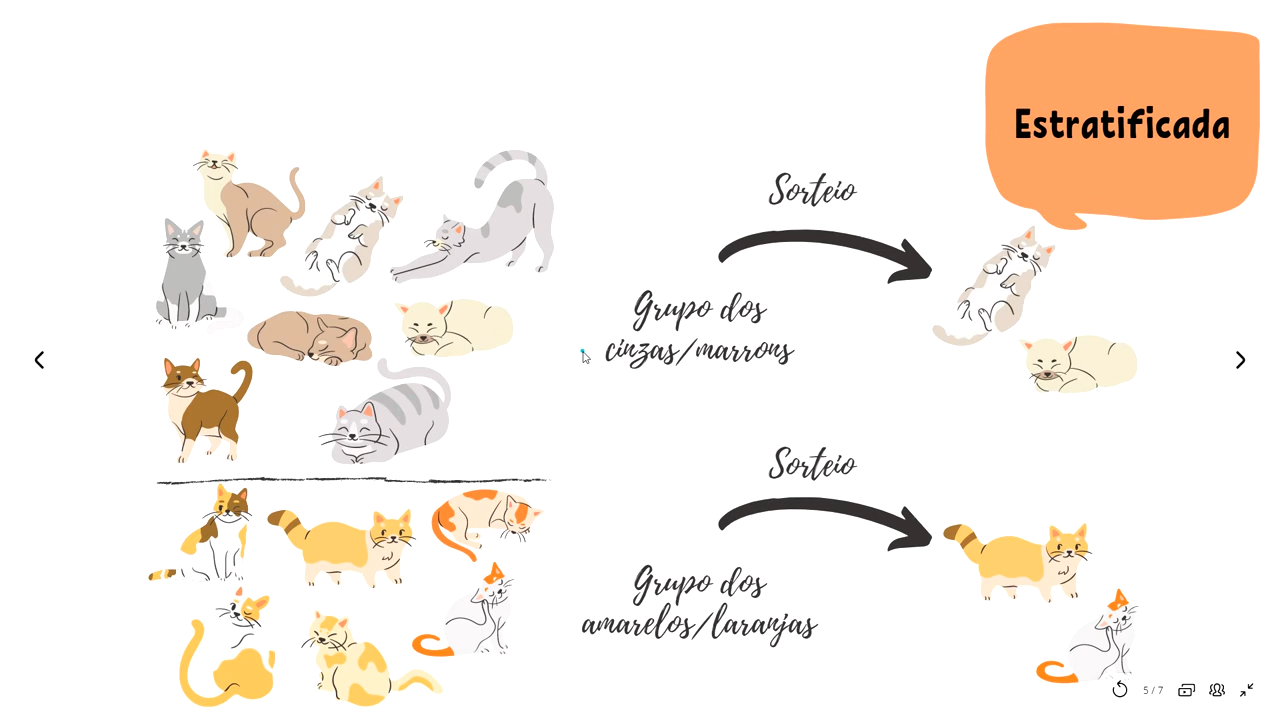 Estratificada
Sorteio
Grupo dos
cinzas/marrons
Sorteio
Grupo dos
amarelos/laranjas
5 / 7